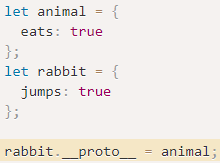 let animal = {
  eats: true
};
let rabbit = {
  jumps: true
};

rabbit.__proto__ = animal;